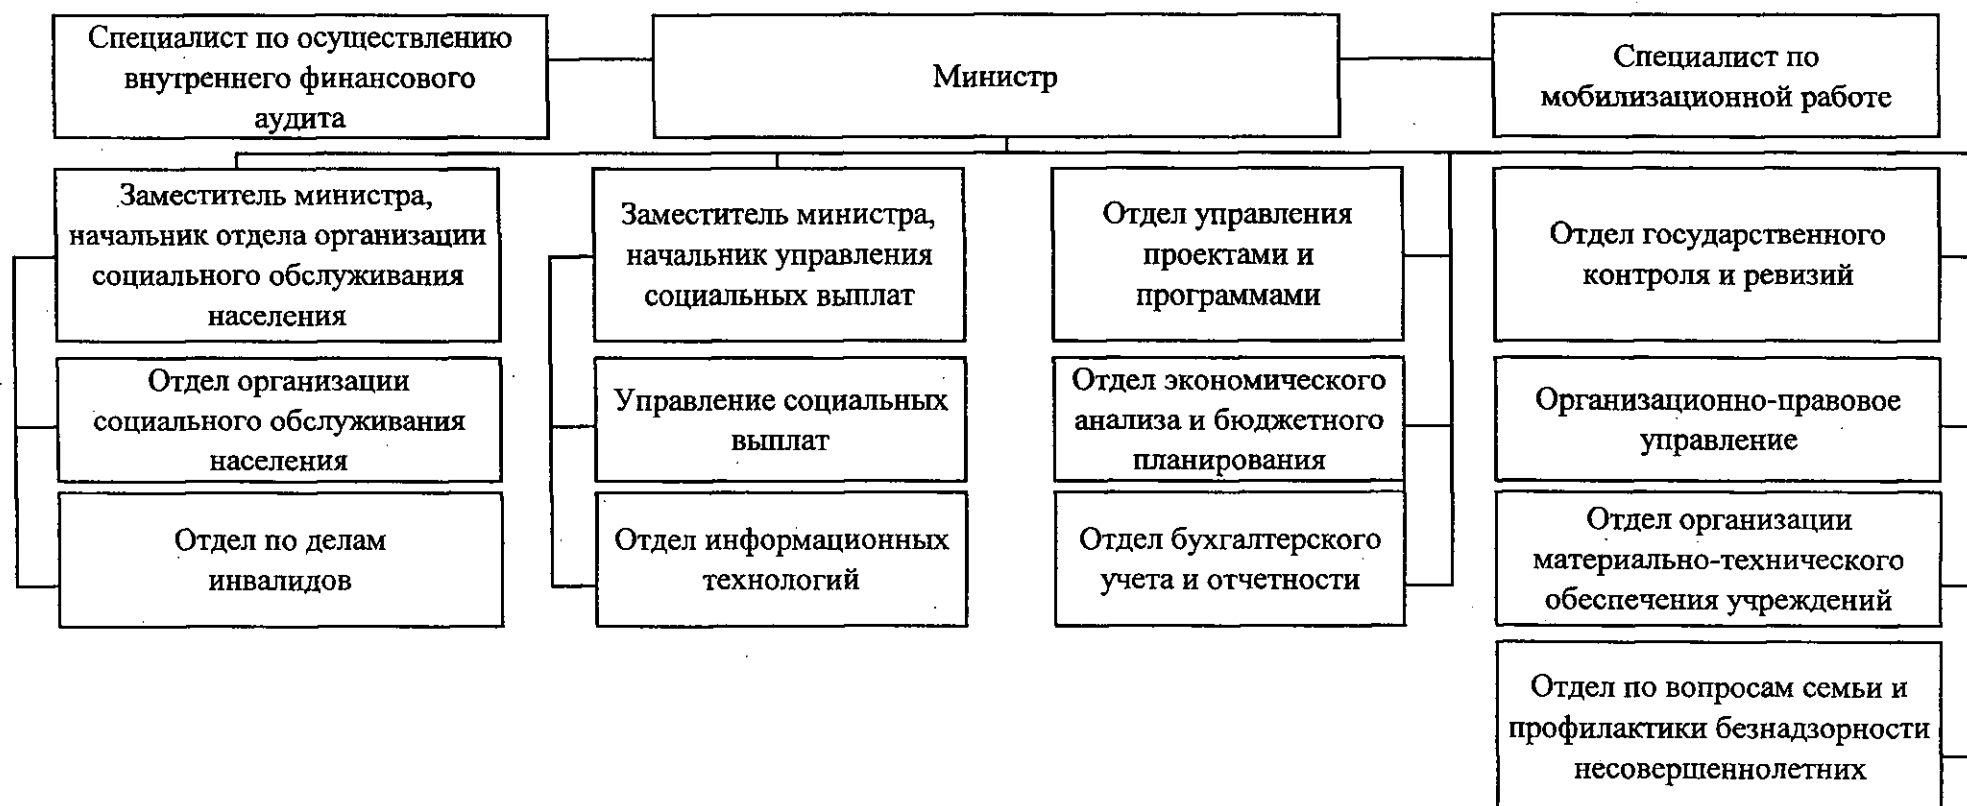 Специалист по осуществлению
внутреннего финансового
аудита
Министр
Специалист по
мобилизационной работе
Заместитель министра,
начальник отдела организации
социального обслуживания
населения
Заместитель министра,
начальник управления
социальных выплат
Отдел управления
проектами и
программами
Отдел государственного
контроля и ревизий
Отдел организации
социального обслуживания
населения
Управление социальных
выплат
Отдел экономического
анализа и бюджетного
планирования
Организационно-правовое
управление
Отдел по делам
инвалидов
Отдел информационных
технологий
Отдел бухгалтерского
учета и отчетности
Отдел организации
материально-технического
обеспечения учреждений
Отдел по вопросам семьи и
профилактики безнадзорности
несовершеннолетних